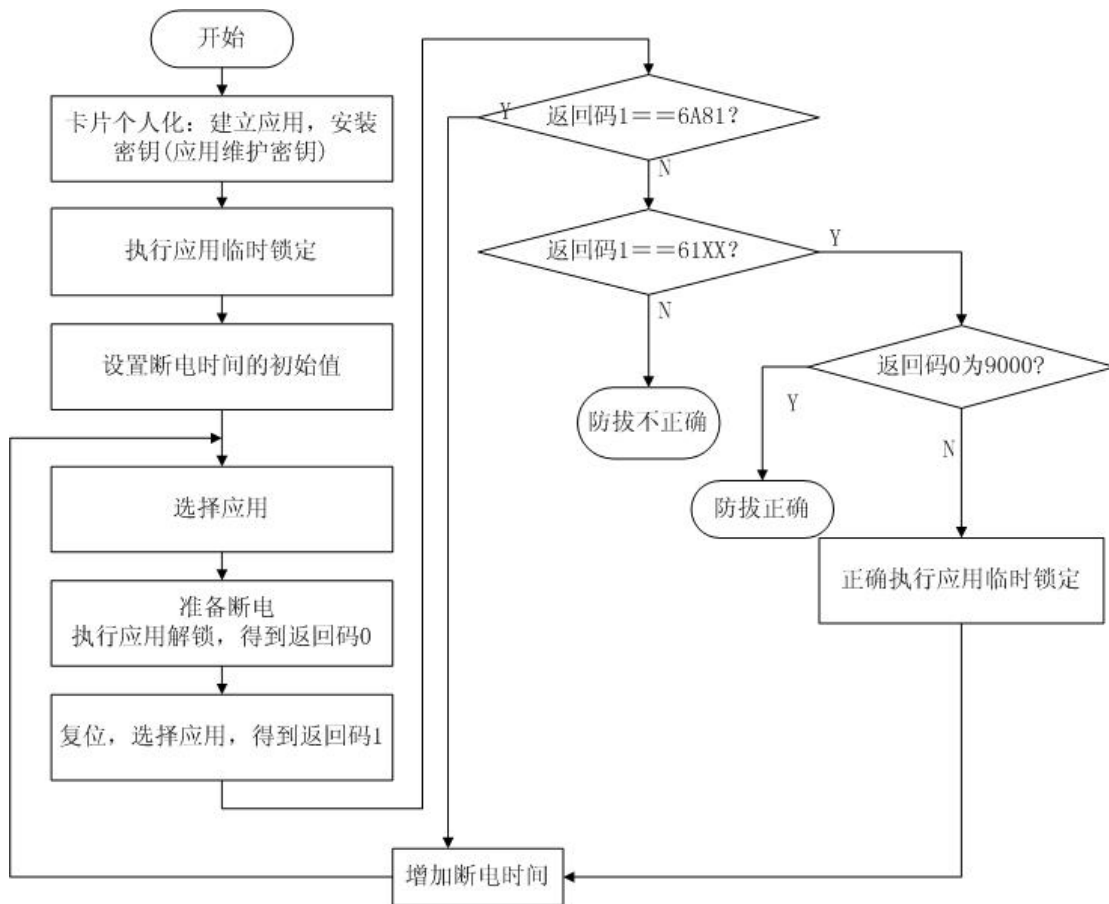 开始
卡片个人化：建立应用，安装
密钥(应用维护密钥)
执行应用临时锁定
设置断电时间的初始值
选择应用
准备断电
执行应用解锁，得到返回码0
复位，选择应用，得到返回码1
返回码1==6A81?
Y
N
返回码1==61XX?
Y
N
防拔不正确
返回码0为9000?
Y
N
防拔正确
正确执行应用临时锁定
增加断电时间